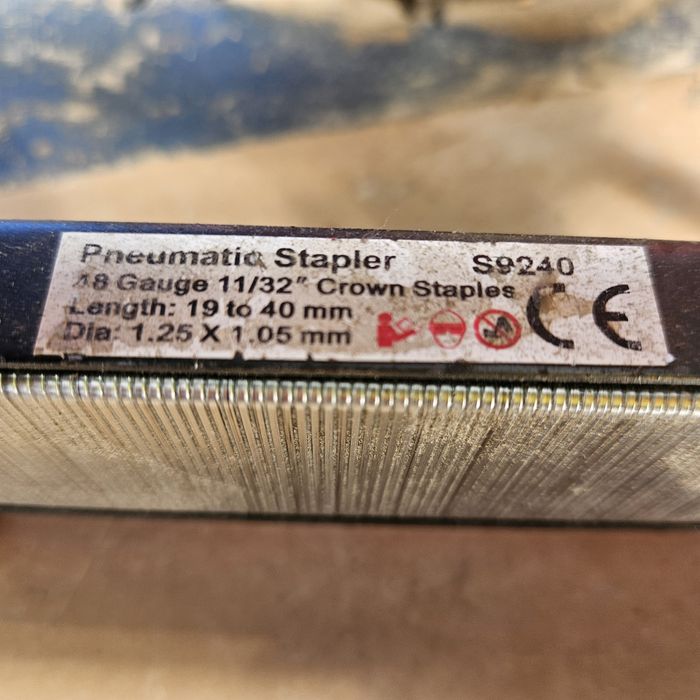 Pneumatic Stapler S9240
18 Gauge 11/32" Crown Staples
Length: 19 to 40 mm
Dia: 1.25 X 1.05 mm CE